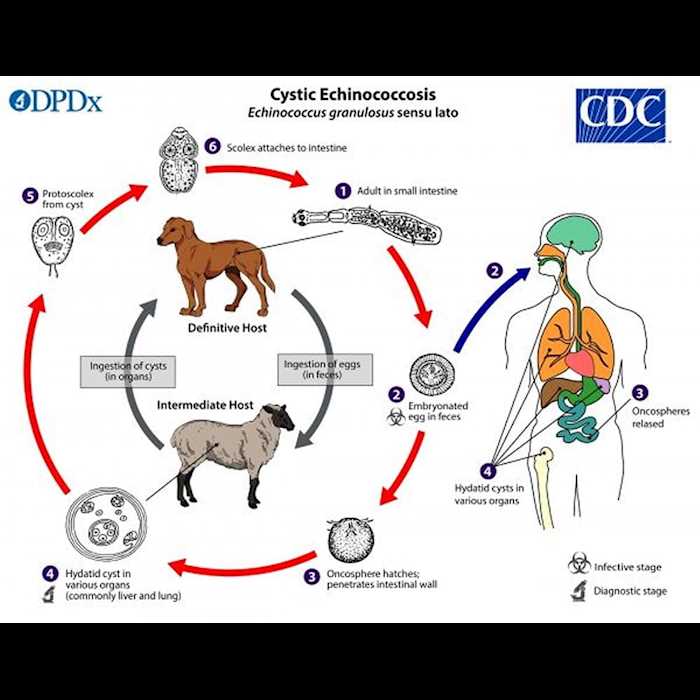 DPDx
Cystic Echinococcosis
Echinococcus granulosus sensu lato
CDC
6 Scolex attaches to intestine
5 Protoscolex
from cyst
1 Adult in small intestine
2
Definitive Host
Ingestion of cysts
(in organs)
Ingestion of eggs
(in feces)
2 Embryonated
egg in feces
3 Oncospheres
relased
Intermediate Host
4 Hydatid cysts in
various organs
4 Hydatid cyst in
various organs
(commonly liver and lung)
3 Oncosphere hatches;
penetrates intestinal wall
Infective stage
Diagnostic stage